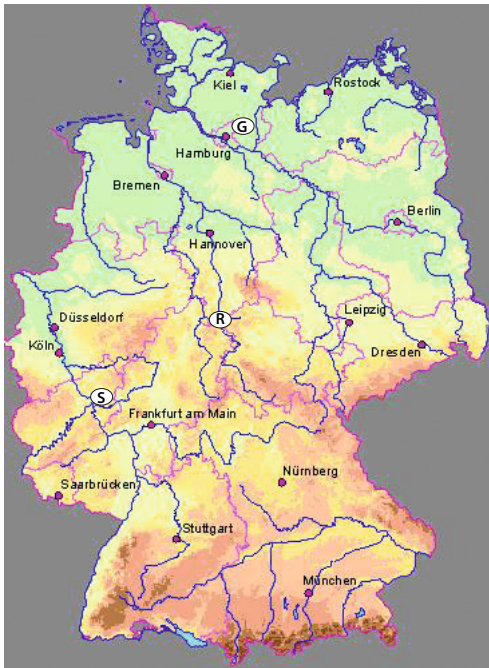 Kiel
Rostock
G
Hamburg
Bremen
Berlin
Hannover
R
Düsseldorf
Leipzig
Köln
Dresden
S
Frankfurt am Main
Nürnberg
Saarbrücken
Stuttgart
München